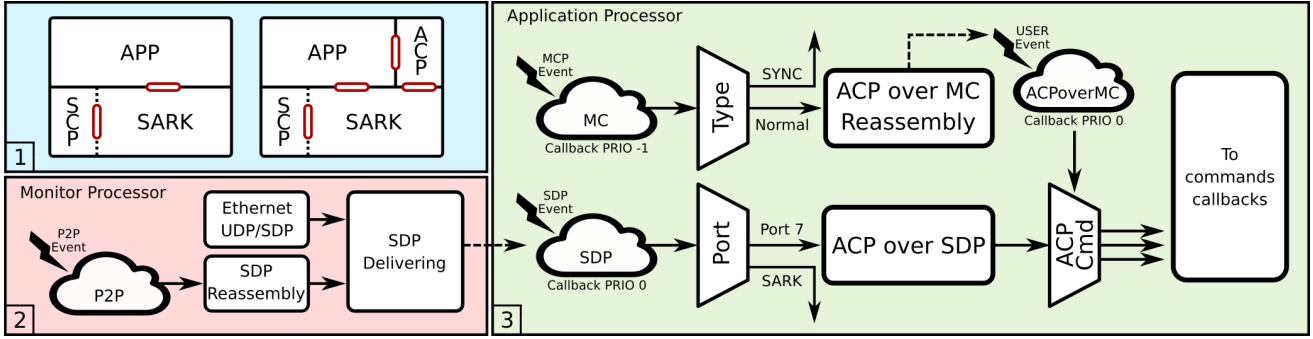 APP
SCP
SARK
APP
ACP
SCP
SARK
1
Monitor Processor
P2P
Event
P2P
Ethernet
UDP/SDP
SDP
Reassembly
SDP
Delivering
2
Application Processor
MCP
Event
MC
Callback PRIO -1
Type
SYNC
Normal
ACP over MC
Reassembly
USER
Event
ACPoverMC
Callback PRIO 0
SDP
Event
SDP
Callback PRIO 0
Port
Port 7
SARK
ACP over SDP
ACP
Cmd
To
commands
callbacks
3